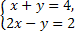 x + y = 4,
2x − y = 2